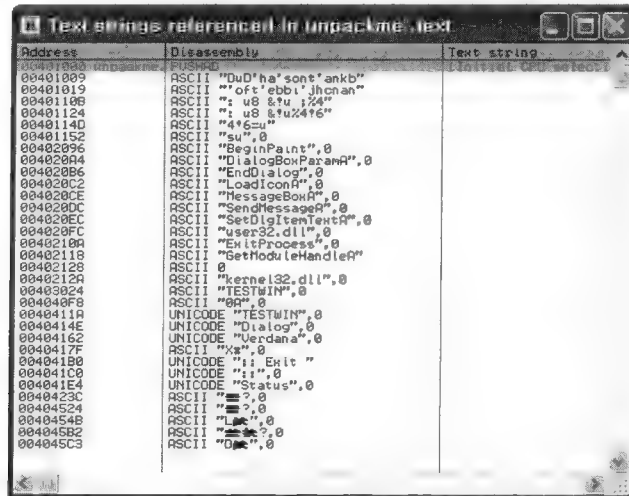 Text strings referenced in unpackme:.text
Address Disassembly Text string
00401000 unpackme. PUSHAD (Initial CPU selecti
00401009 ASCII "DuD'ha'sont'ankb"
00401019 ASCII "'oft'ebbi'jhcnan"
0040110B ASCII ": u8 &!u ;%4"
00401124 ASCII ": u8 &!u%4!6"
0040114D ASCII "4!6=u"
00401152 ASCII "su",0
00402096 ASCII "BeginPaint",0
004020A4 ASCII "DialogBoxParamA",0
004020B6 ASCII "EndDialog",0
004020C2 ASCII "LoadIconA",0
004020CE ASCII "MessageBoxA",0
004020DC ASCII "SendMessageA",0
004020EC ASCII "SetDlgItemTextA",0
004020FC ASCII "user32.dll",0
0040210A ASCII "ExitProcess",0
00402118 ASCII "GetModuleHandleA"
00402128 ASCII 0
0040212A ASCII "kernel32.dll",0
00403024 ASCII "TESTWIN",0
004040F8 ASCII "0A",0
0040411A UNICODE "TESTWIN",0
0040414E UNICODE "Dialog",0
00404162 UNICODE "Verdana",0
0040417F ASCII
004041B0 UNICODE ":: Exit "
004041C0 UNICODE "::",0
004041E4 UNICODE "Status",0
0040423C ASCII
00404524 ASCII
0040454B ASCII
004045B2 ASCII
004045C3 ASCII